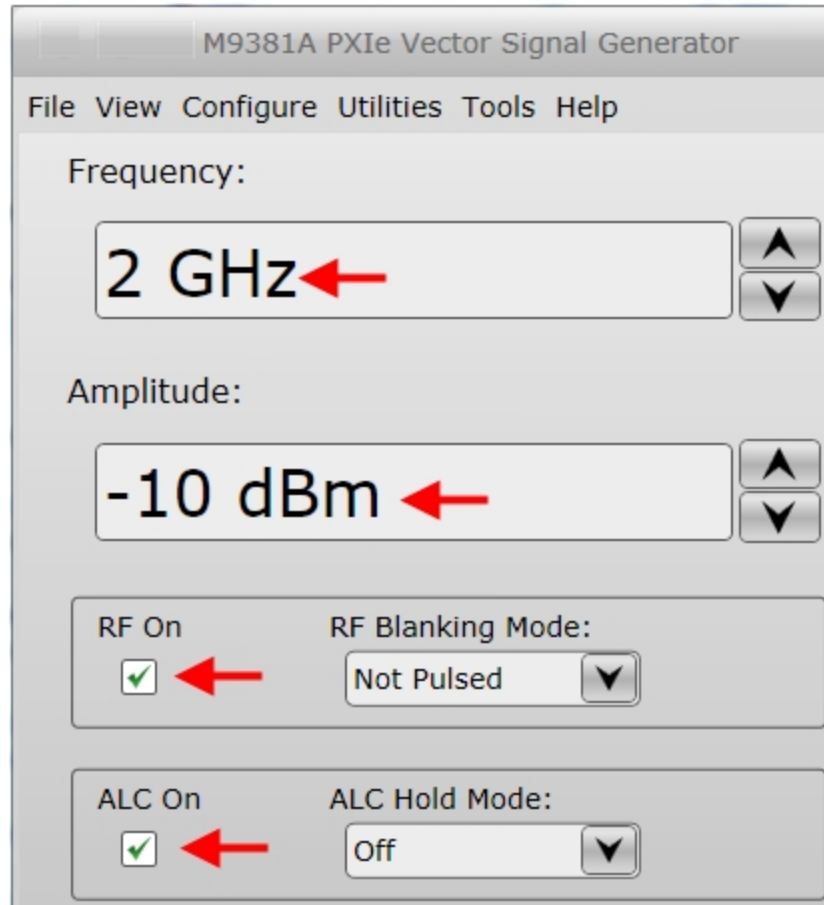 M9381A PXIe Vector Signal Generator
File View Configure Utilities Tools Help
Frequency:
2 GHz
Amplitude:
-10 dBm
RF On RF Blanking Mode:
Not Pulsed
ALC On ALC Hold Mode:
Off